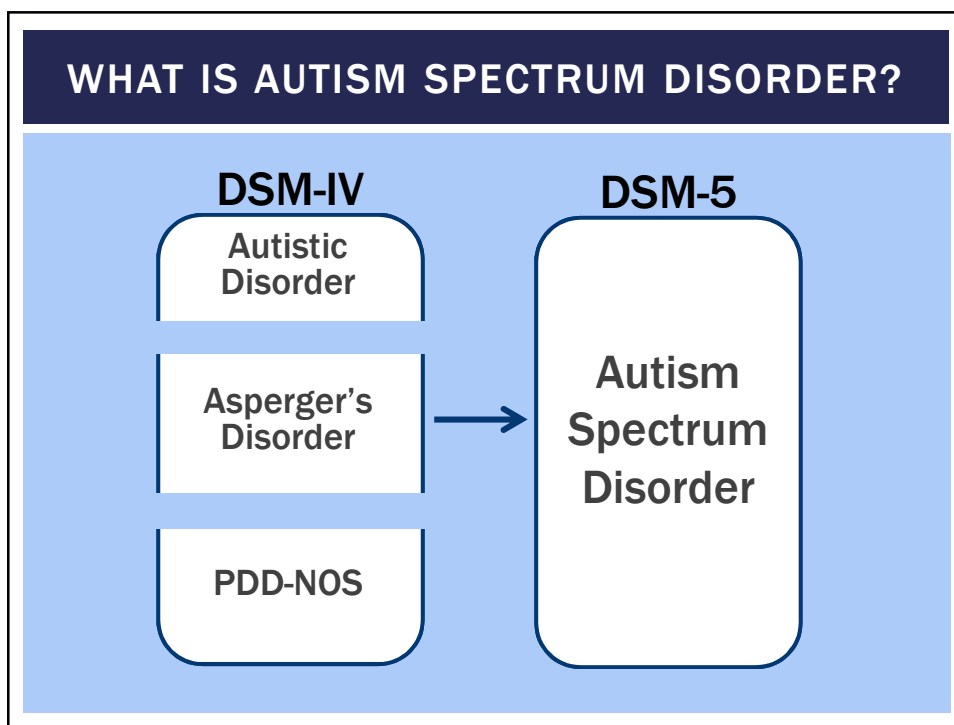 WHAT IS AUTISM SPECTRUM DISORDER?
DSM-IV
Autistic
Disorder
Asperger’s
Disorder
PDD-NOS
DSM-5
Autism
Spectrum
Disorder